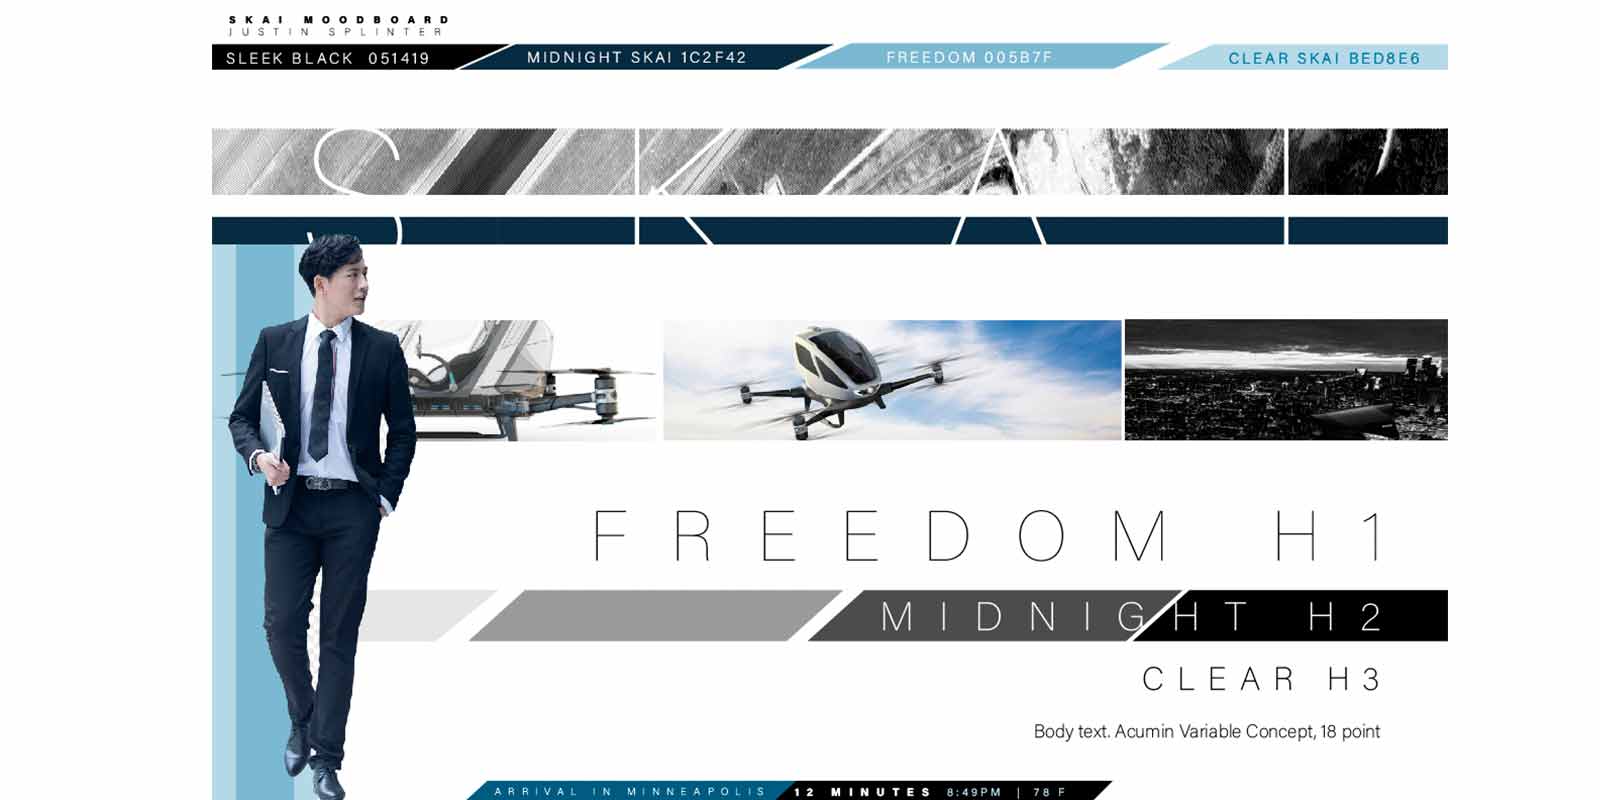 SKAI MOODBOARD
JUSTIN SPLINTER
SLEEK BLACK 051419
MIDNIGHT SKAI 1C2F42
FREEDOM 005B7F
CLEAR SKAI BED8E6
SKAI
FREEDOM H1
MIDNIGHT H2
CLEAR H3
Body text. Acumin Variable Concept, 18 point
ARRIVAL IN MINNEAPOLIS 12 MINUTES 8:49PM | 78 F